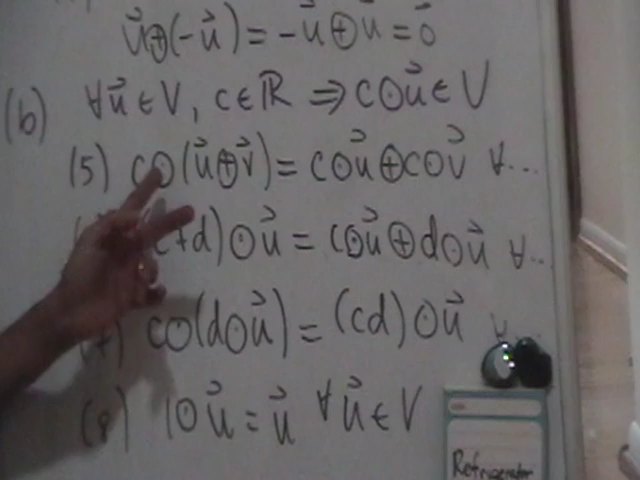 u⃗⊕(-u⃗) = -u⃗⊕u⃗ = 0⃗
(b) ∀u⃗∈V, c∈ℝ ⇒ c⊙u⃗∈V
(5) c⊙(u⃗⊕v⃗) = c⊙u⃗⊕c⊙v⃗ ∀...
+d)⊙u⃗ = c⊙u⃗⊕d⊙u⃗ ∀..
c⊙(d⊙u⃗) = (cd)⊙u⃗
(8) 1⊙u⃗ = u⃗ ∀u⃗∈V
Refrigerator